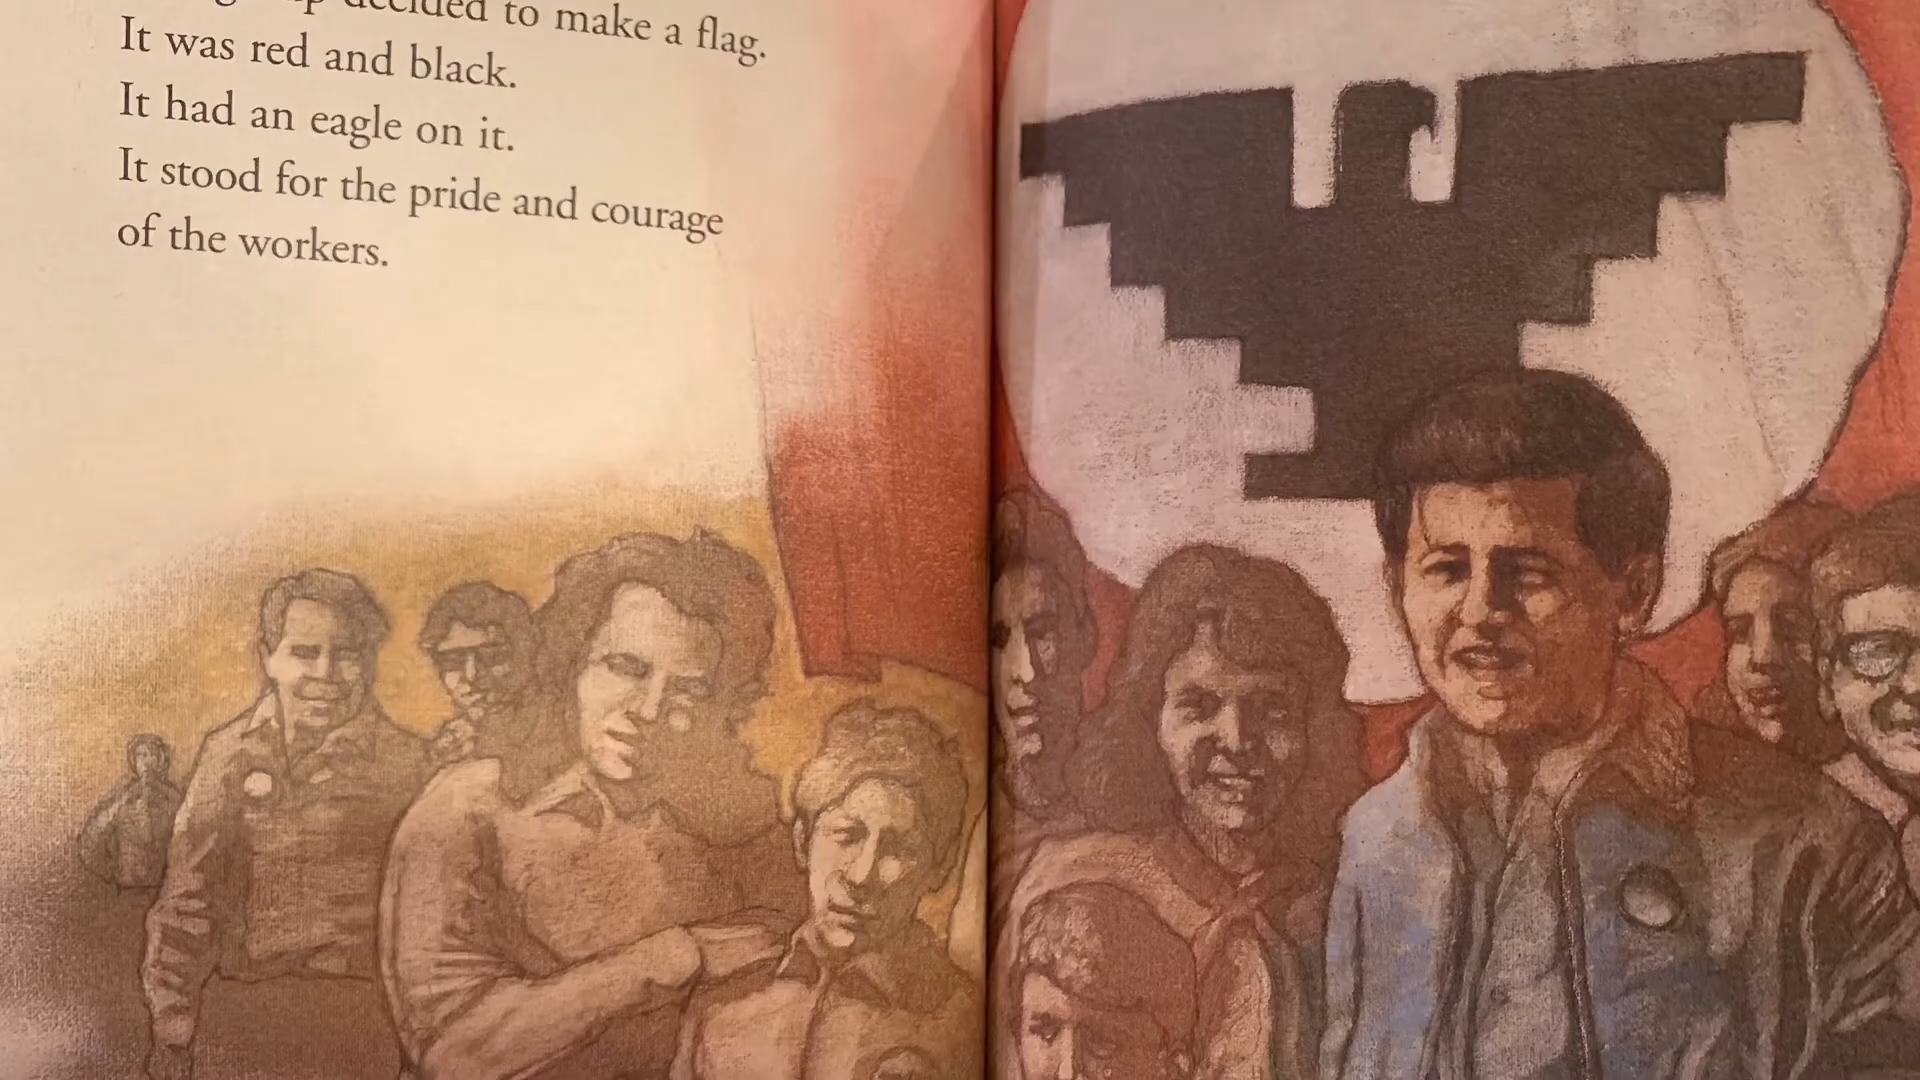 decided to make a flag.
It was red and black.
It had an eagle on it.
It stood for the pride and courage
of the workers.